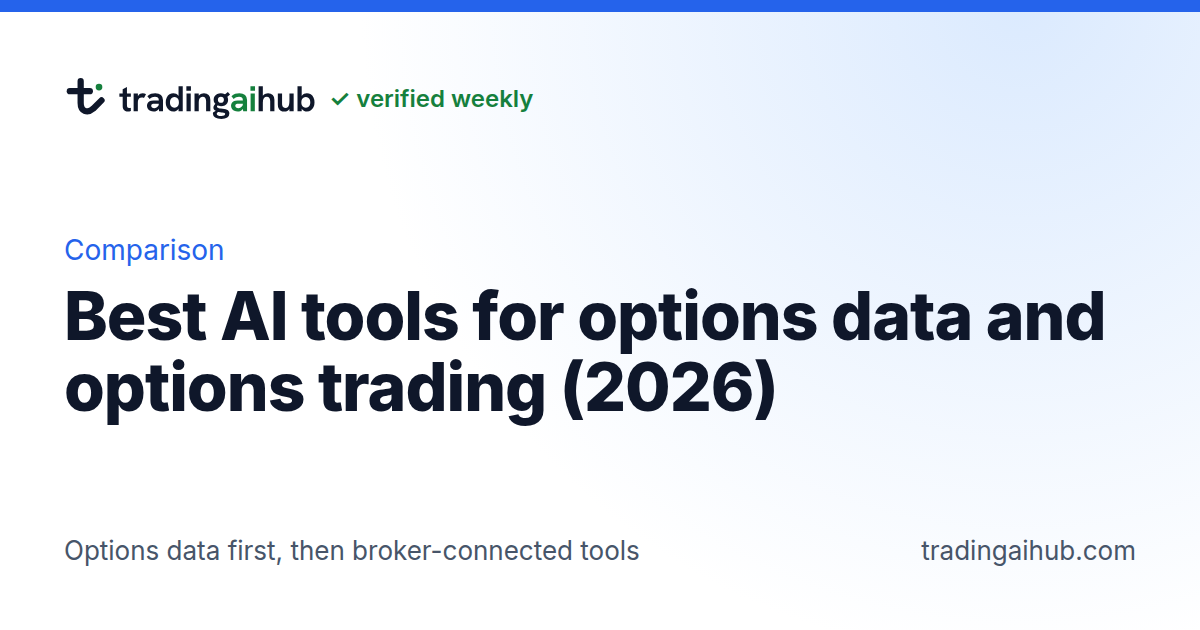 tradingaihub ✓ verified weekly
Comparison
Best AI tools for options data and
options trading (2026)
Options data first, then broker-connected tools
tradingaihub.com